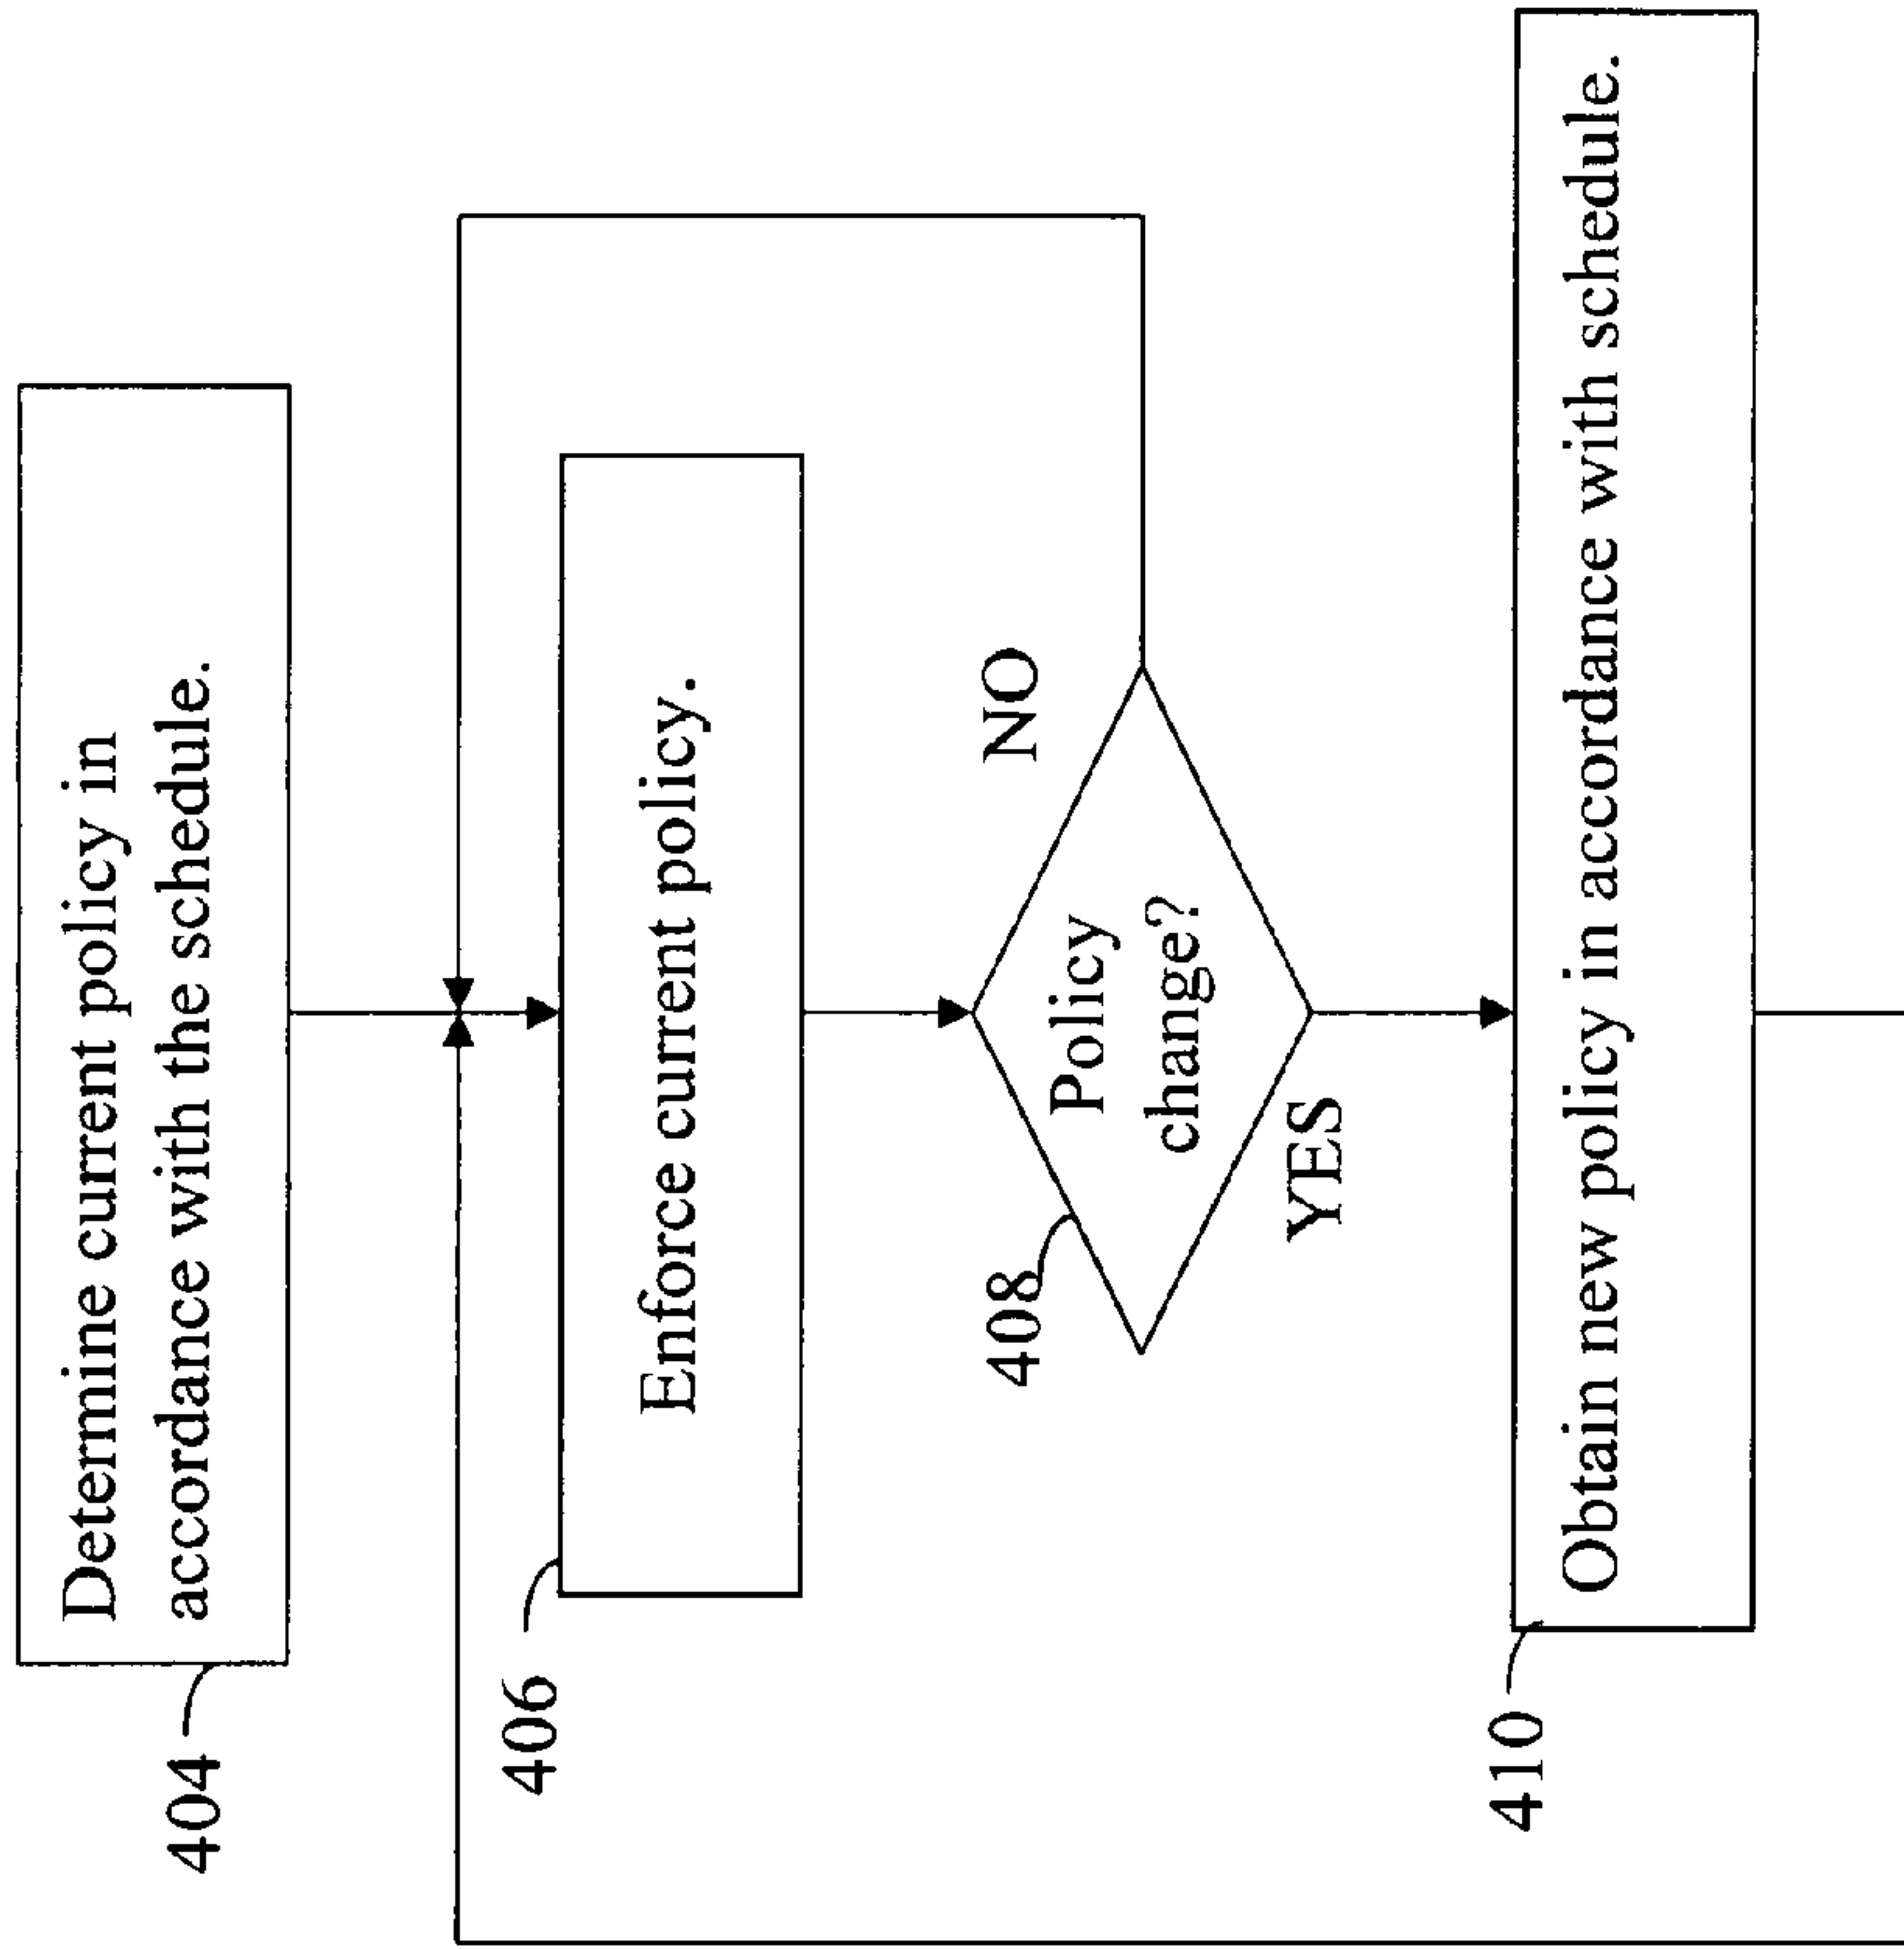 404
Determine current policy in
accordance with the schedule.
406
Enforce current policy.
408
Policy
change?
NO
YES
410
Obtain new policy in accordance with schedule.